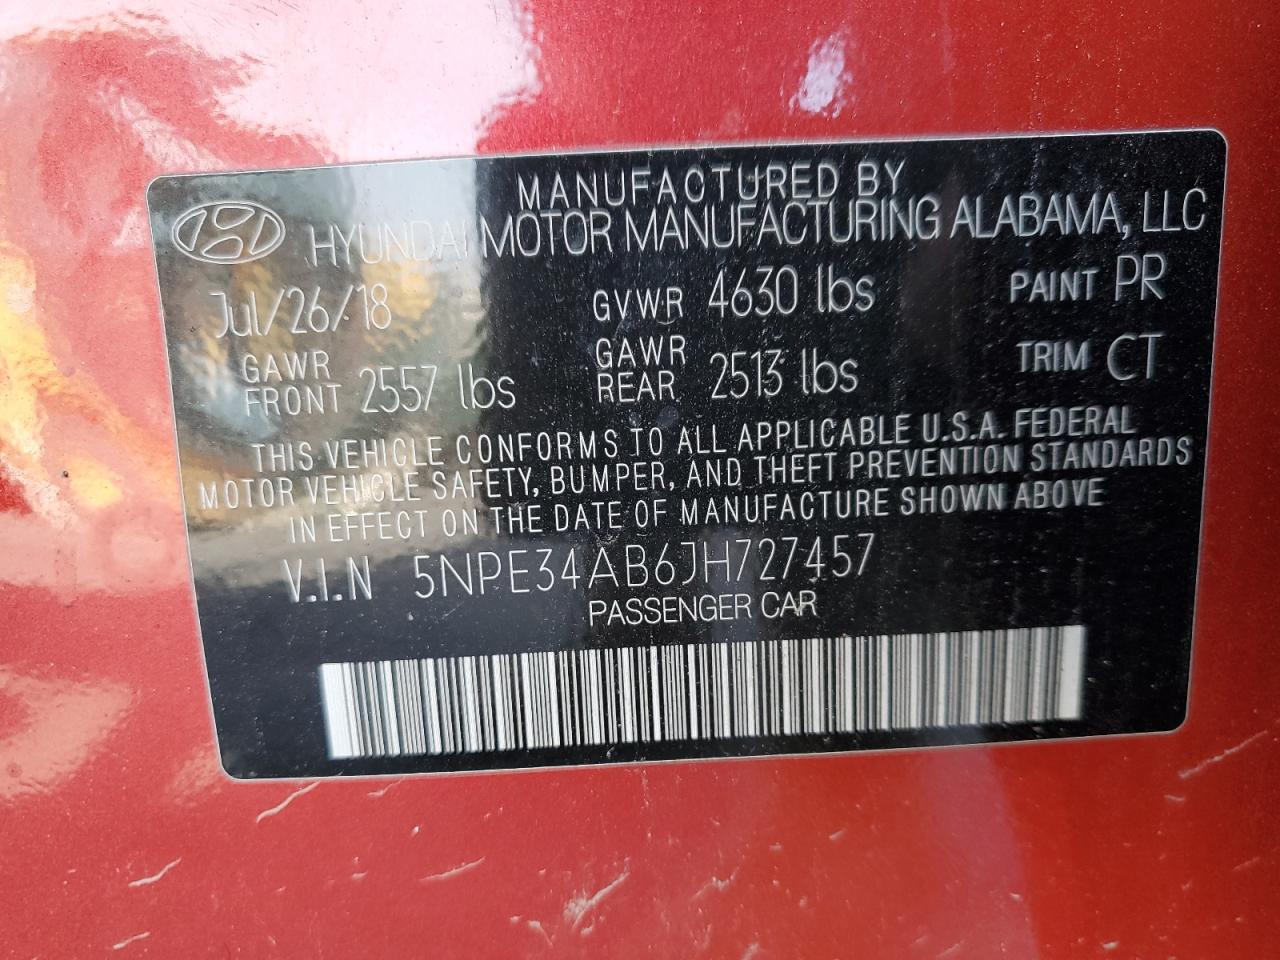 MANUFACTURED BY
HYUNDAI MOTOR MANUFACTURING ALABAMA, LLC
Jul/26/18 GVWR 4630 lbs PAINT PR
GAWR FRONT 2557 lbs GAWR REAR 2513 lbs TRIM CT
THIS VEHICLE CONFORMS TO ALL APPLICABLE U.S.A. FEDERAL
MOTOR VEHICLE SAFETY, BUMPER, AND THEFT PREVENTION STANDARDS
IN EFFECT ON THE DATE OF MANUFACTURE SHOWN ABOVE
V.I.N 5NPE34AB6JH727457
PASSENGER CAR